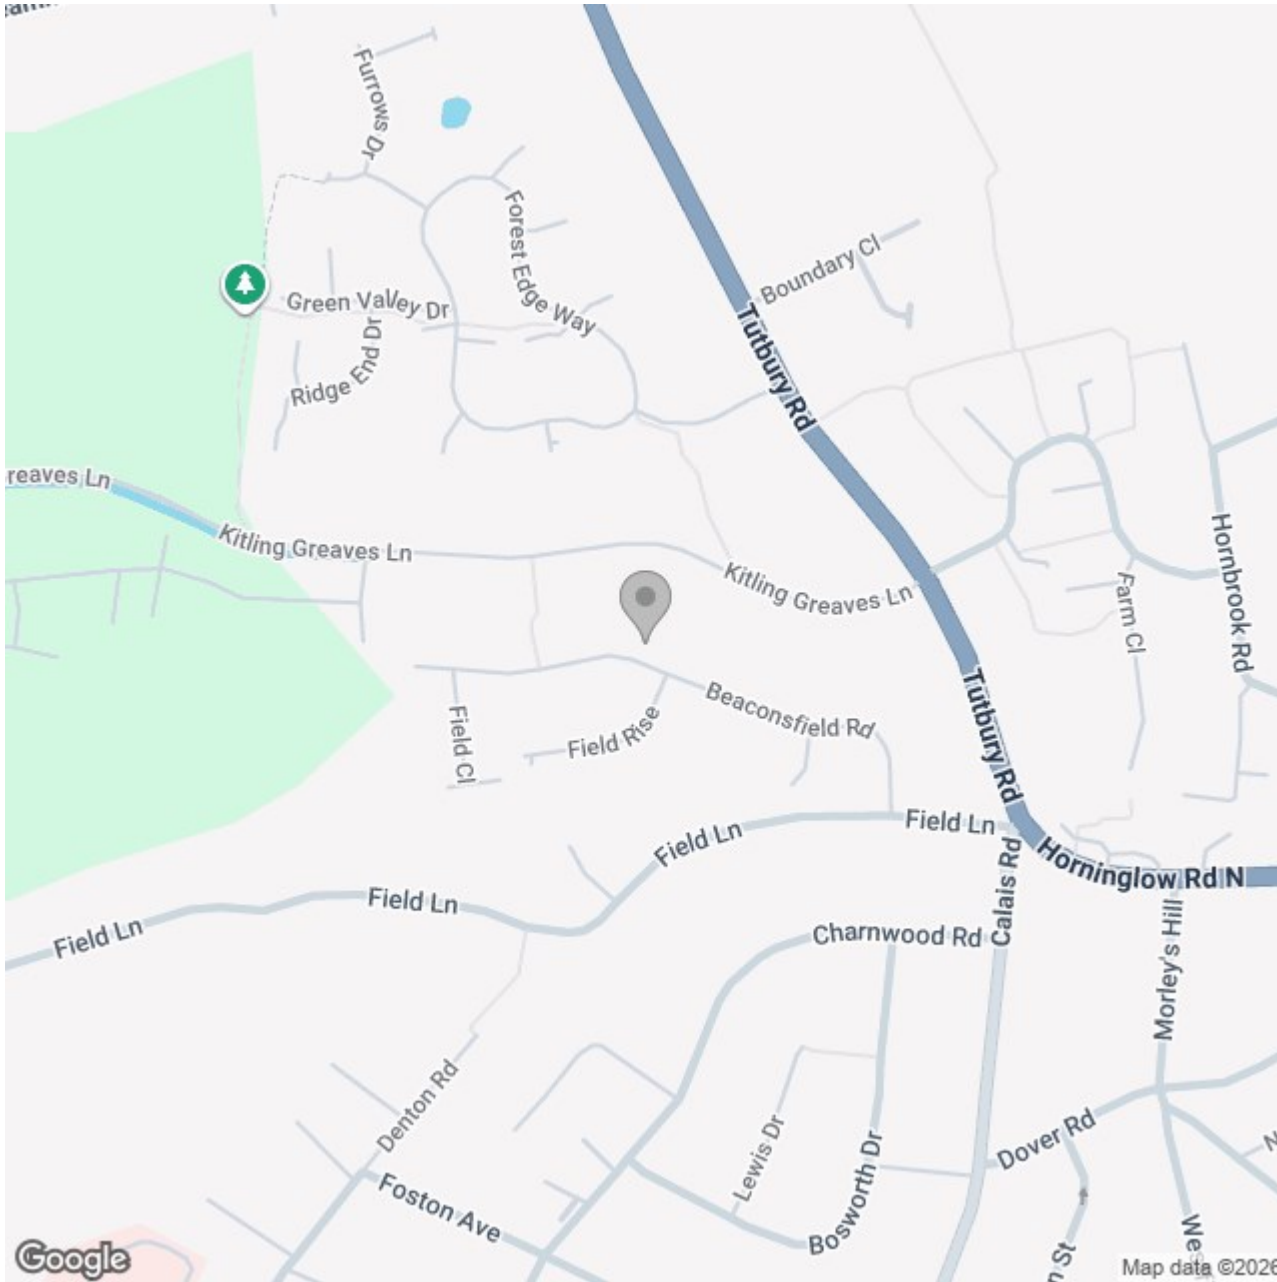 Furrows Dr
Forest Edge Way
Boundary Cl
Green Valley Dr
Ridge End Dr
Tutbury Rd
reaves Ln
Kitling Greaves Ln
Kitling Greaves Ln
Hornbrook Rd
Farm Cl
Tutbury Rd
Beaconsfield Rd
Field Cl
Field Rise
Field Ln
Field Ln
Horninglow Rd N
Calais Rd
Field Ln
Field Ln
Charnwood Rd
Morley's Hill
Denton Rd
Lewis Dr
Dover Rd
Bosworth Dr
Foston Ave
Wes
n St
Google
Map data ©2026